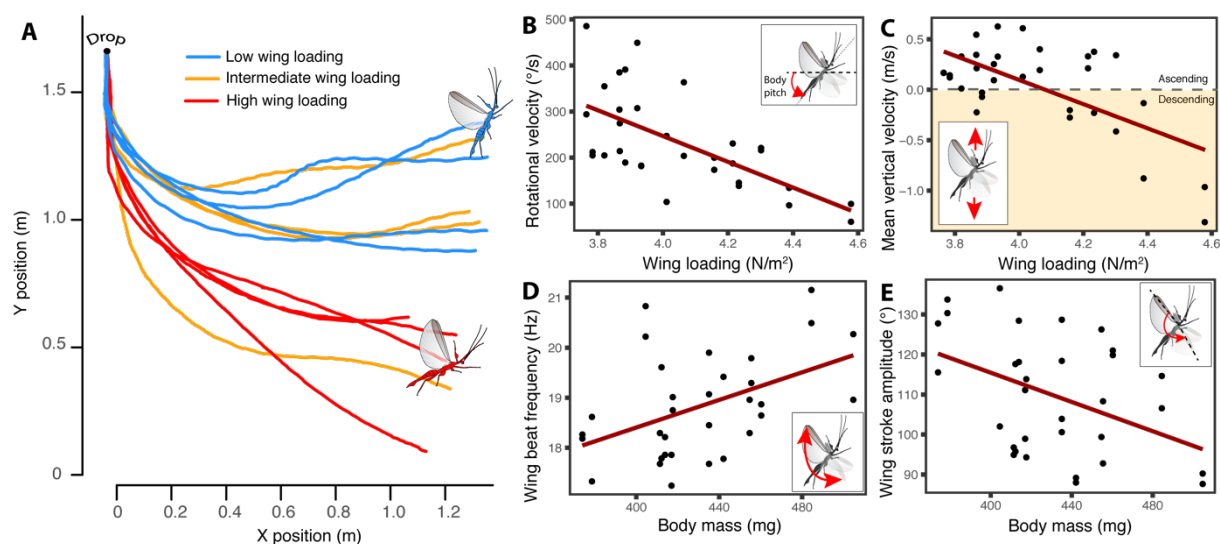 A
Drop
Low wing loading
Intermediate wing loading
High wing loading
Y position (m)
1.5
1.0
0.5
0
0
0.2
0.4
0.6
0.8
1.0
1.2
X position (m)
B
Rotational velocity (°/s)
500
400
300
200
100
Body
pitch
3.8
4.0
4.2
4.4
4.6
Wing loading (N/m²)
C
Mean vertical velocity (m/s)
0.5
0.0
−0.5
−1.0
Ascending
Descending
3.8
4.0
4.2
4.4
4.6
Wing loading (N/m²)
D
Wing beat frequency (Hz)
21
20
19
18
400
440
480
Body mass (mg)
E
Wing stroke amplitude (°)
130
120
110
100
90
400
440
480
Body mass (mg)